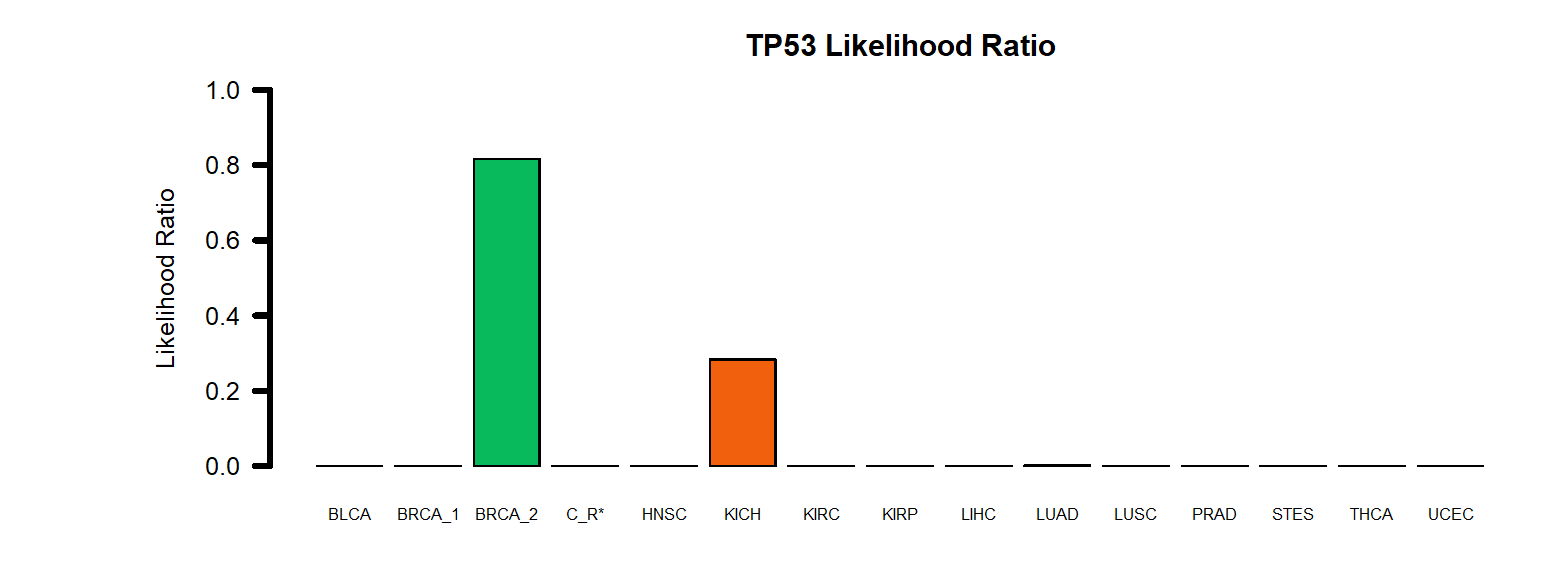 TP53 Likelihood Ratio
Likelihood Ratio
1.0
0.8
0.6
0.4
0.2
0.0
BLCA BRCA_1 BRCA_2 C_R* HNSC KICH KIRC KIRP LIHC LUAD LUSC PRAD STES THCA UCEC